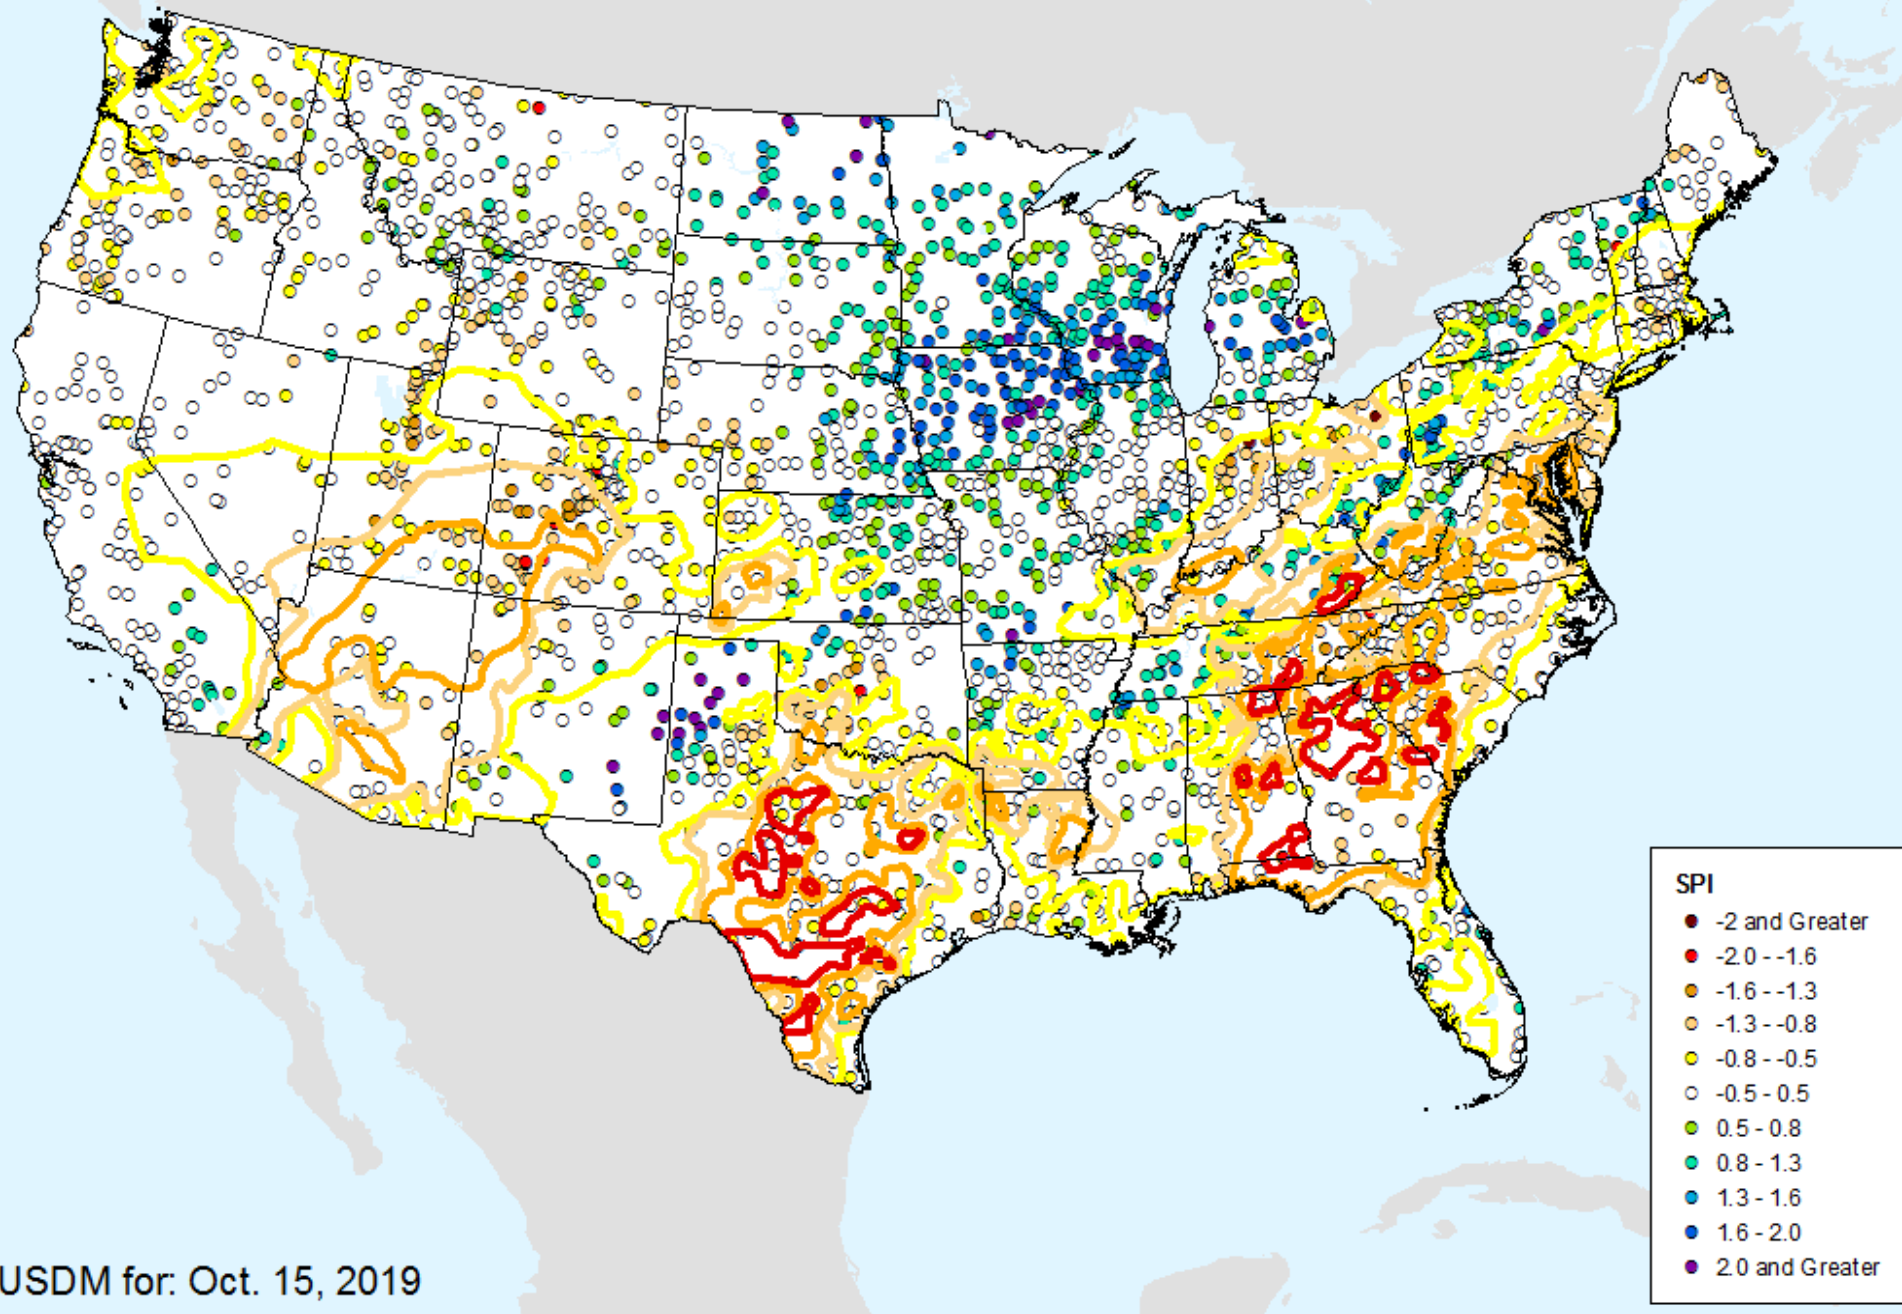 SPI
-2 and Greater
-2.0 - -1.6
-1.6 - -1.3
-1.3 - -0.8
-0.8 - -0.5
-0.5 - 0.5
0.5 - 0.8
0.8 - 1.3
1.3 - 1.6
1.6 - 2.0
2.0 and Greater
USDM for: Oct. 15, 2019